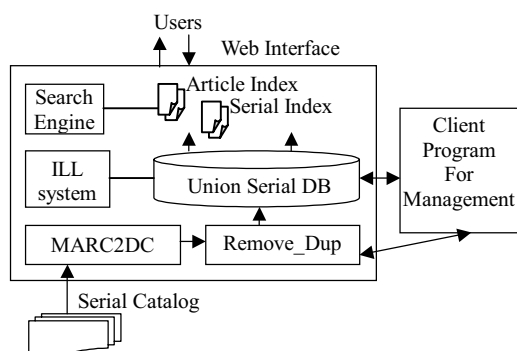 Users
Web Interface
Article Index
Search
Engine
Serial Index
Client
Program
For
Management
ILL
system
Union Serial DB
MARC2DC
Remove_Dup
Serial Catalog